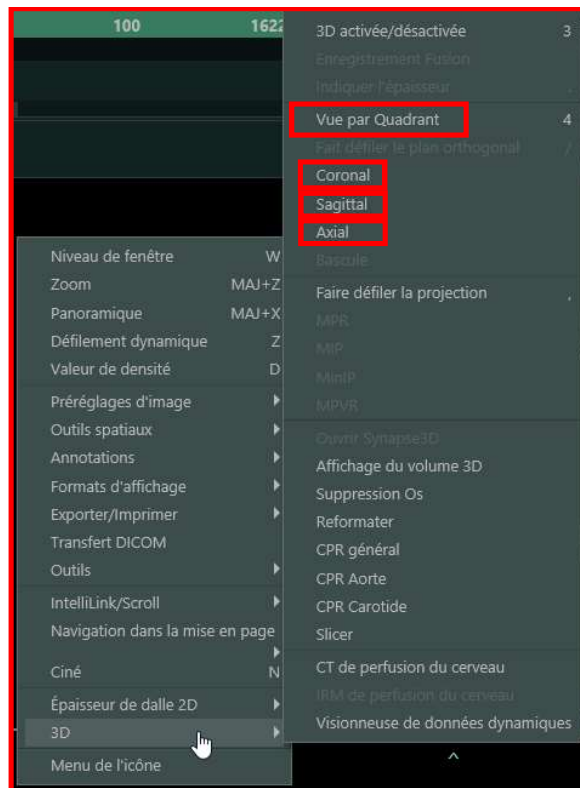 100 1622
Niveau de fenêtre W
Zoom MAJ+Z
Panoramique MAJ+X
Défilement dynamique Z
Valeur de densité D
Préréglages d'image
Outils spatiaux
Annotations
Formats d'affichage
Exporter/Imprimer
Transfert DICOM
Outils
IntelliLink/Scroll
Navigation dans la mise en page
Ciné N
Épaisseur de dalle 2D
3D
Menu de l'icône
3D activée/désactivée 3
Enregistrement Fusion
Indiquer l'épaisseur .
Vue par Quadrant 4
Fait défiler le plan orthogonal /
Coronal
Sagittal
Axial
Bascule
Faire défiler la projection ,
MPR
MIP
MinIP
MPVR
Ouvrir Synapse3D
Affichage du volume 3D
Suppression Os
Reformater
CPR général
CPR Aorte
CPR Carotide
Slicer
CT de perfusion du cerveau
IRM de perfusion du cerveau
Visionneuse de données dynamiques